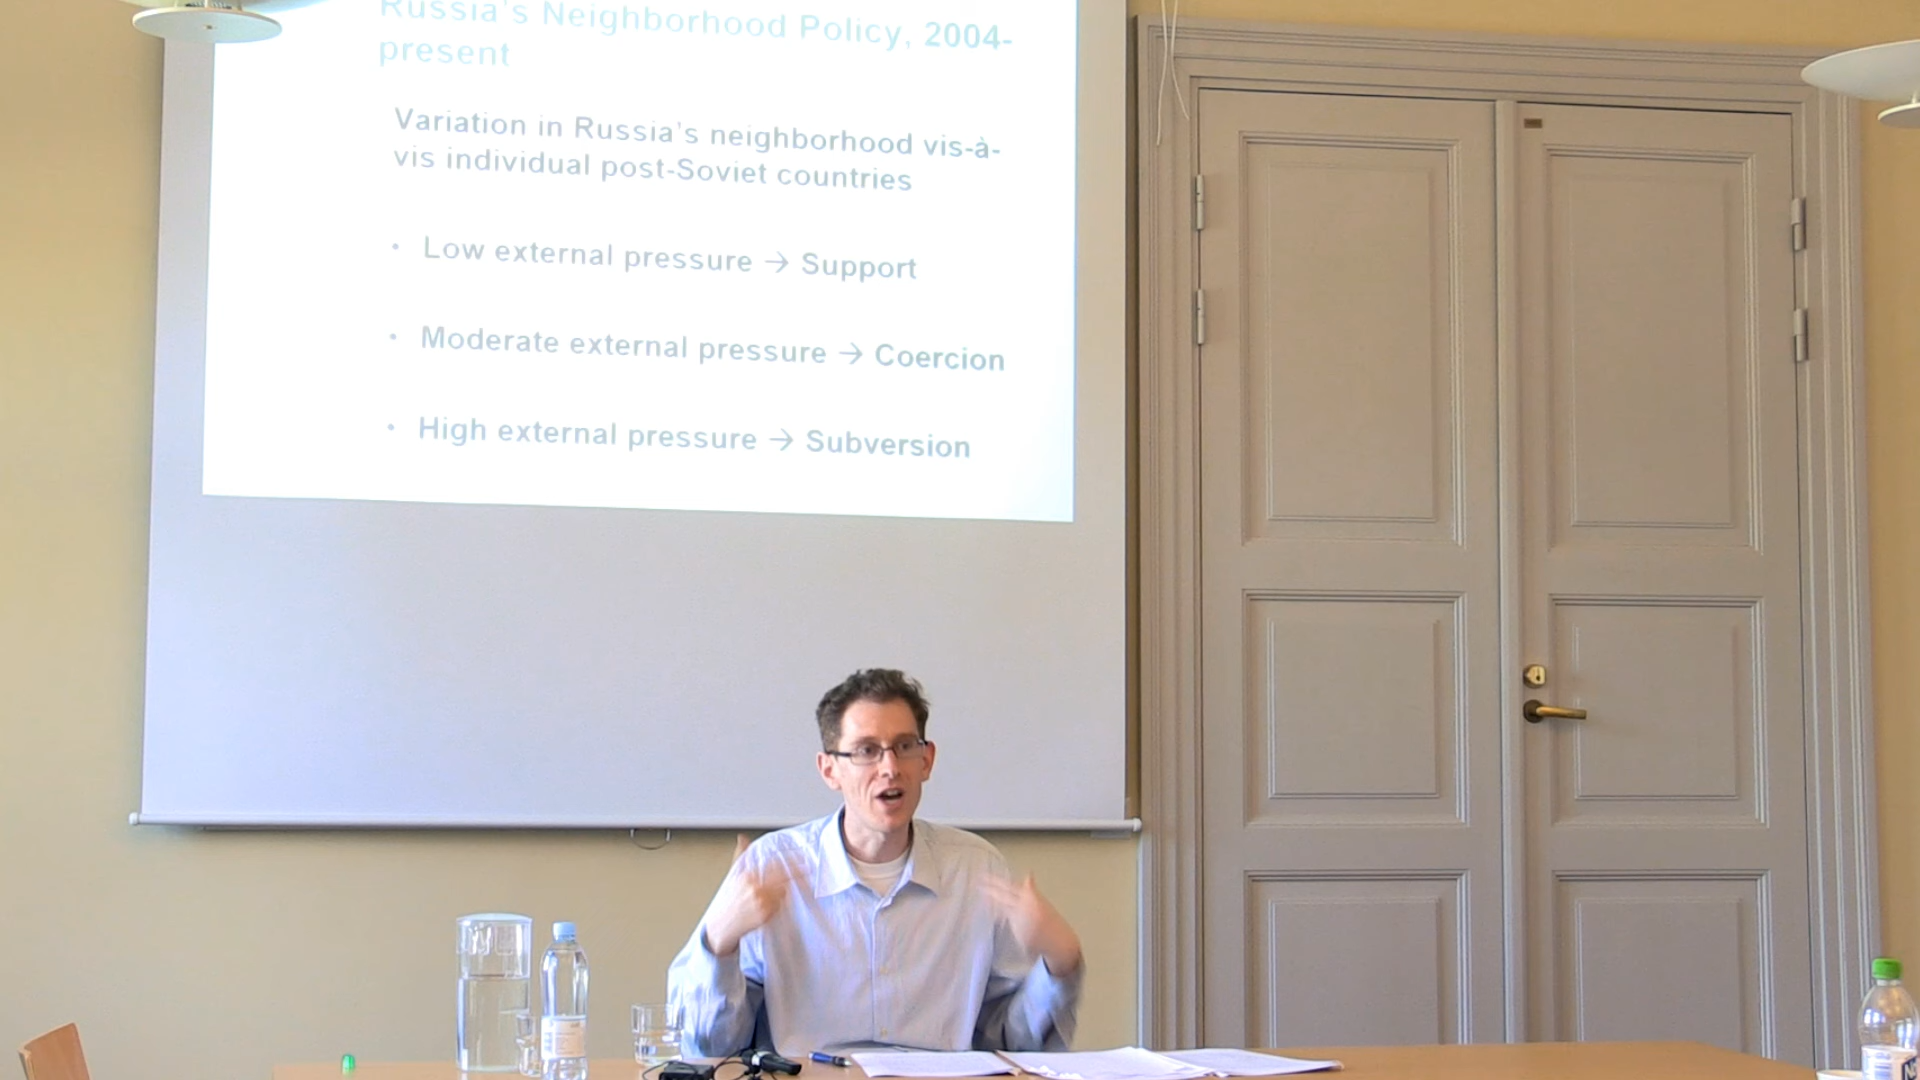 Russia's Neighborhood Policy, 2004-
present
Variation in Russia's neighborhood vis-à-
vis individual post-Soviet countries
• Low external pressure → Support
• Moderate external pressure → Coercion
• High external pressure → Subversion